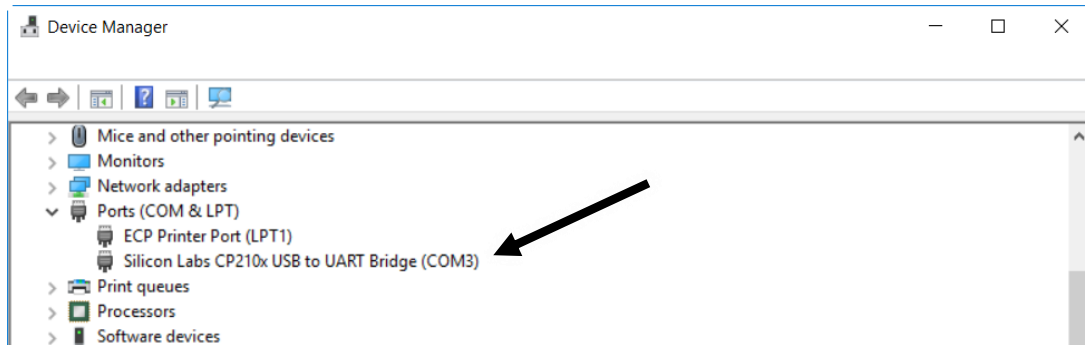 Device Manager
?
Mice and other pointing devices
Monitors
Network adapters
Ports (COM & LPT)
ECP Printer Port (LPT1)
Silicon Labs CP210x USB to UART Bridge (COM3)
Print queues
Processors
Software devices